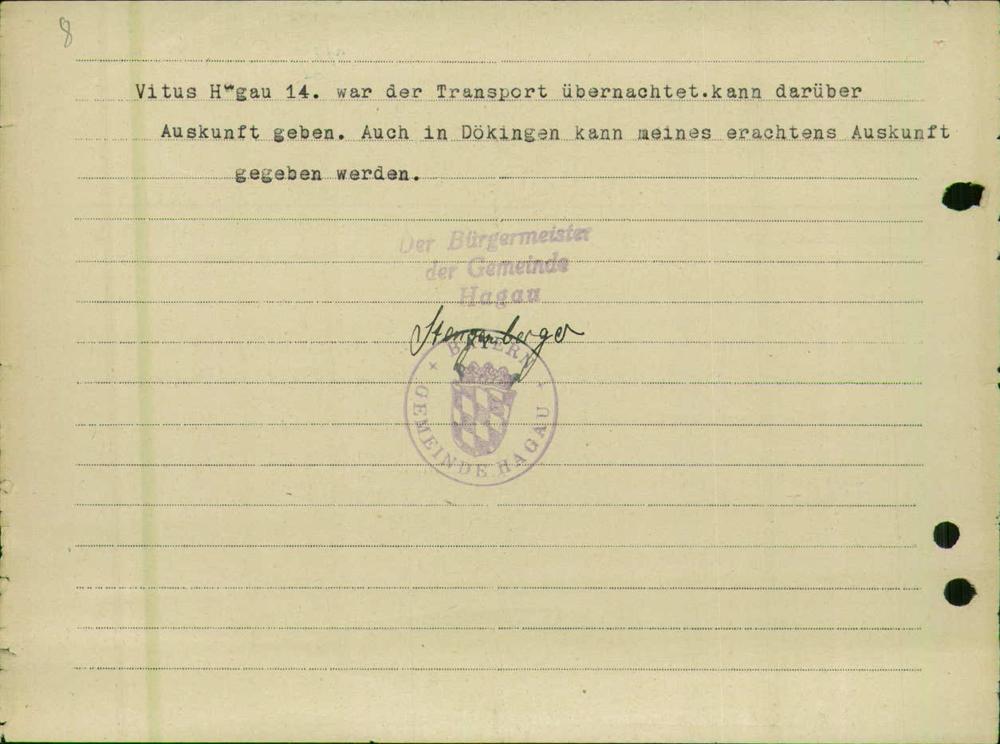 8
Vitus Hagau 14. war der Transport übernachtet.kann darüber
Auskunft geben. Auch in Dökingen kann meines erachtens Auskunft
gegeben werden.
Der Bürgermeister
der Gemeinde
Hagau
BAYERN
GEMEINDE HAGAU